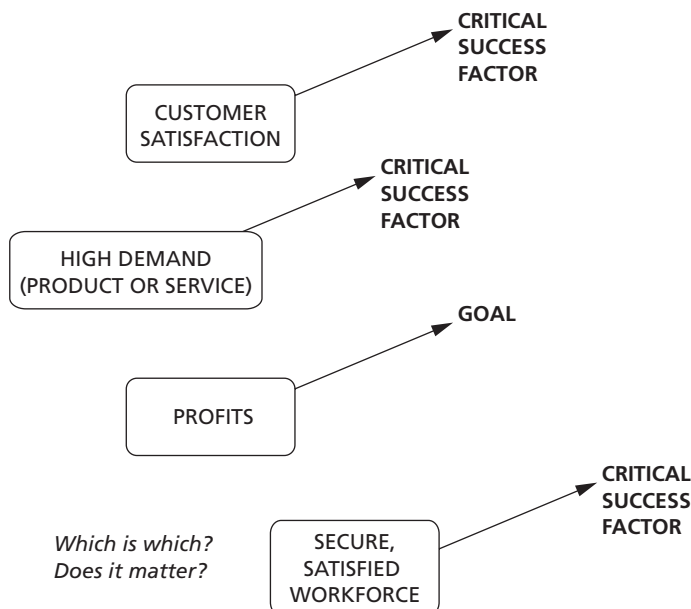 CRITICAL
SUCCESS
FACTOR
CUSTOMER
SATISFACTION
CRITICAL
SUCCESS
FACTOR
HIGH DEMAND
(PRODUCT OR SERVICE)
GOAL
PROFITS
CRITICAL
SUCCESS
FACTOR
Which is which?
Does it matter?
SECURE,
SATISFIED
WORKFORCE